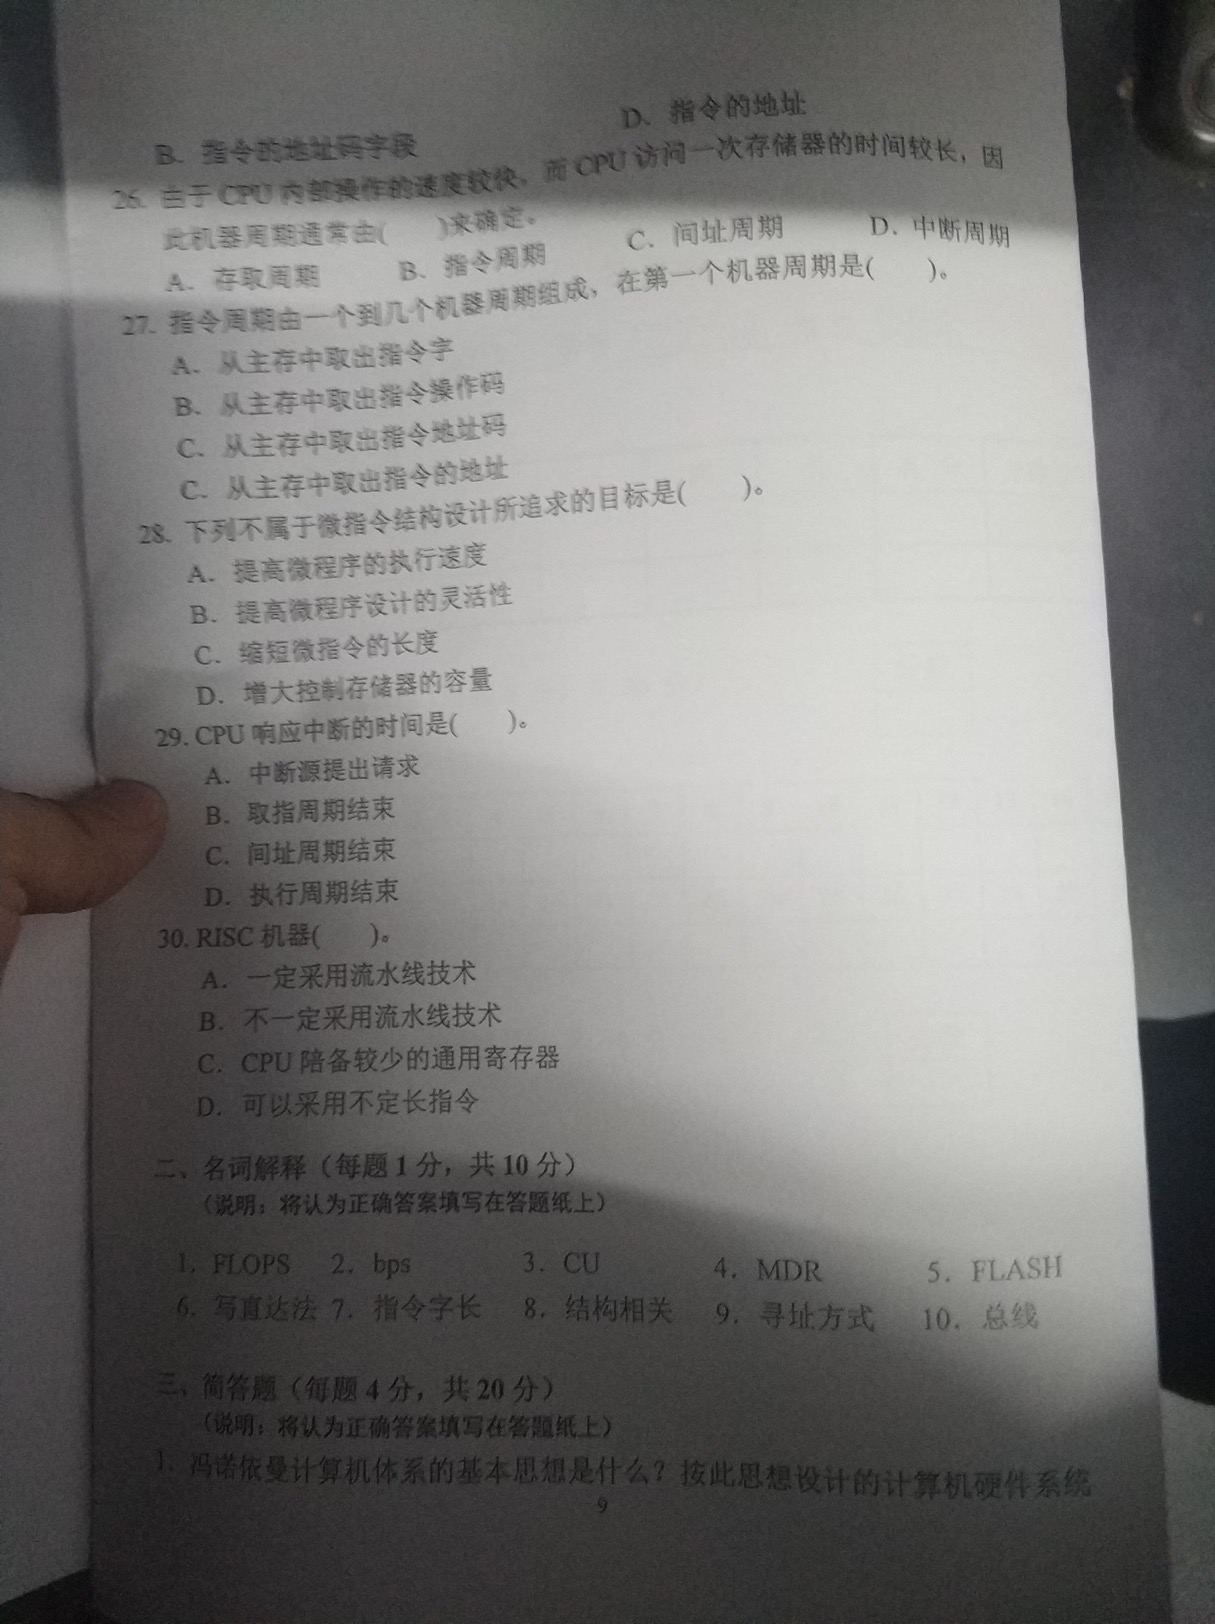 D、指令的地址
B、指令的地址码字段
26. 由于 CPU 内部操作的速度较快，而 CPU 访问一次存储器的时间较长，因
此机器周期通常由(　　)来确定。
A．存取周期　　B、指令周期　　C．间址周期　　D．中断周期
27. 指令周期由一个到几个机器周期组成，在第一个机器周期是(　　)。
A、从主存中取出指令字
B、从主存中取出指令操作码
C、从主存中取出指令地址码
C．从主存中取出指令的地址
28. 下列不属于微指令结构设计所追求的目标是(　　)。
A．提高微程序的执行速度
B．提高微程序设计的灵活性
C．缩短微指令的长度
D．增大控制存储器的容量
29. CPU 响应中断的时间是(　　)。
A．中断源提出请求
B．取指周期结束
C．间址周期结束
D．执行周期结束
30. RISC 机器(　　)。
A．一定采用流水线技术
B．不一定采用流水线技术
C．CPU 陪备较少的通用寄存器
D．可以采用不定长指令
二、名词解释（每题 1 分，共 10 分）
（说明：将认为正确答案填写在答题纸上）
1．FLOPS　2．bps　3．CU　4．MDR　5．FLASH
6．写直达法 7．指令字长　8．结构相关　9．寻址方式　10．总线
三、简答题（每题 4 分，共 20 分）
（说明：将认为正确答案填写在答题纸上）
1．冯诺依曼计算机体系的基本思想是什么？按此思想设计的计算机硬件系统
9